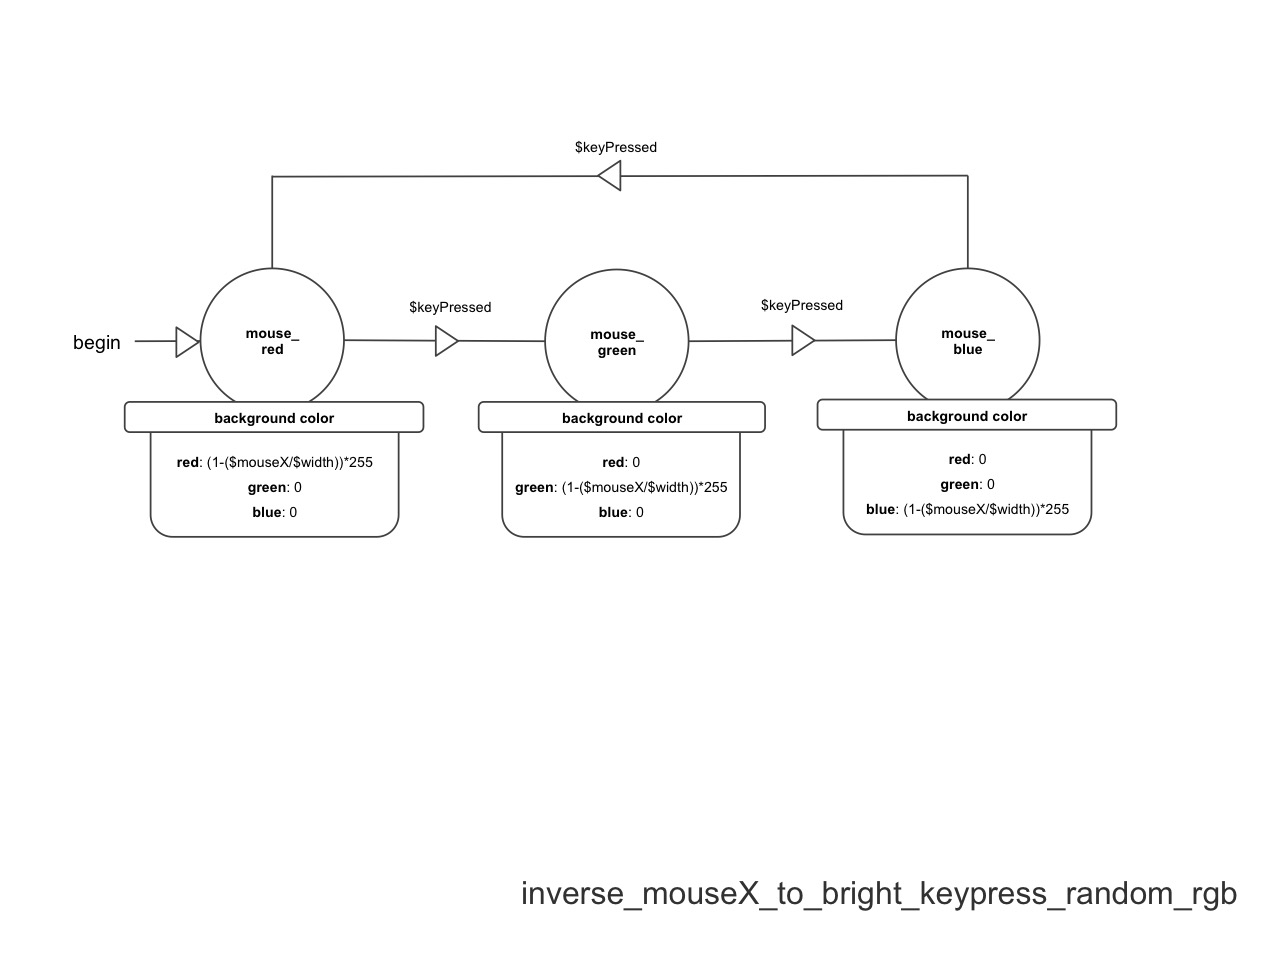 $keyPressed
$keyPressed
$keyPressed
begin
mouse_
red
mouse_
green
mouse_
blue
background color
red: (1-($mouseX/$width))*255
green: 0
blue: 0
background color
red: 0
green: (1-($mouseX/$width))*255
blue: 0
background color
red: 0
green: 0
blue: (1-($mouseX/$width))*255
inverse_mouseX_to_bright_keypress_random_rgb